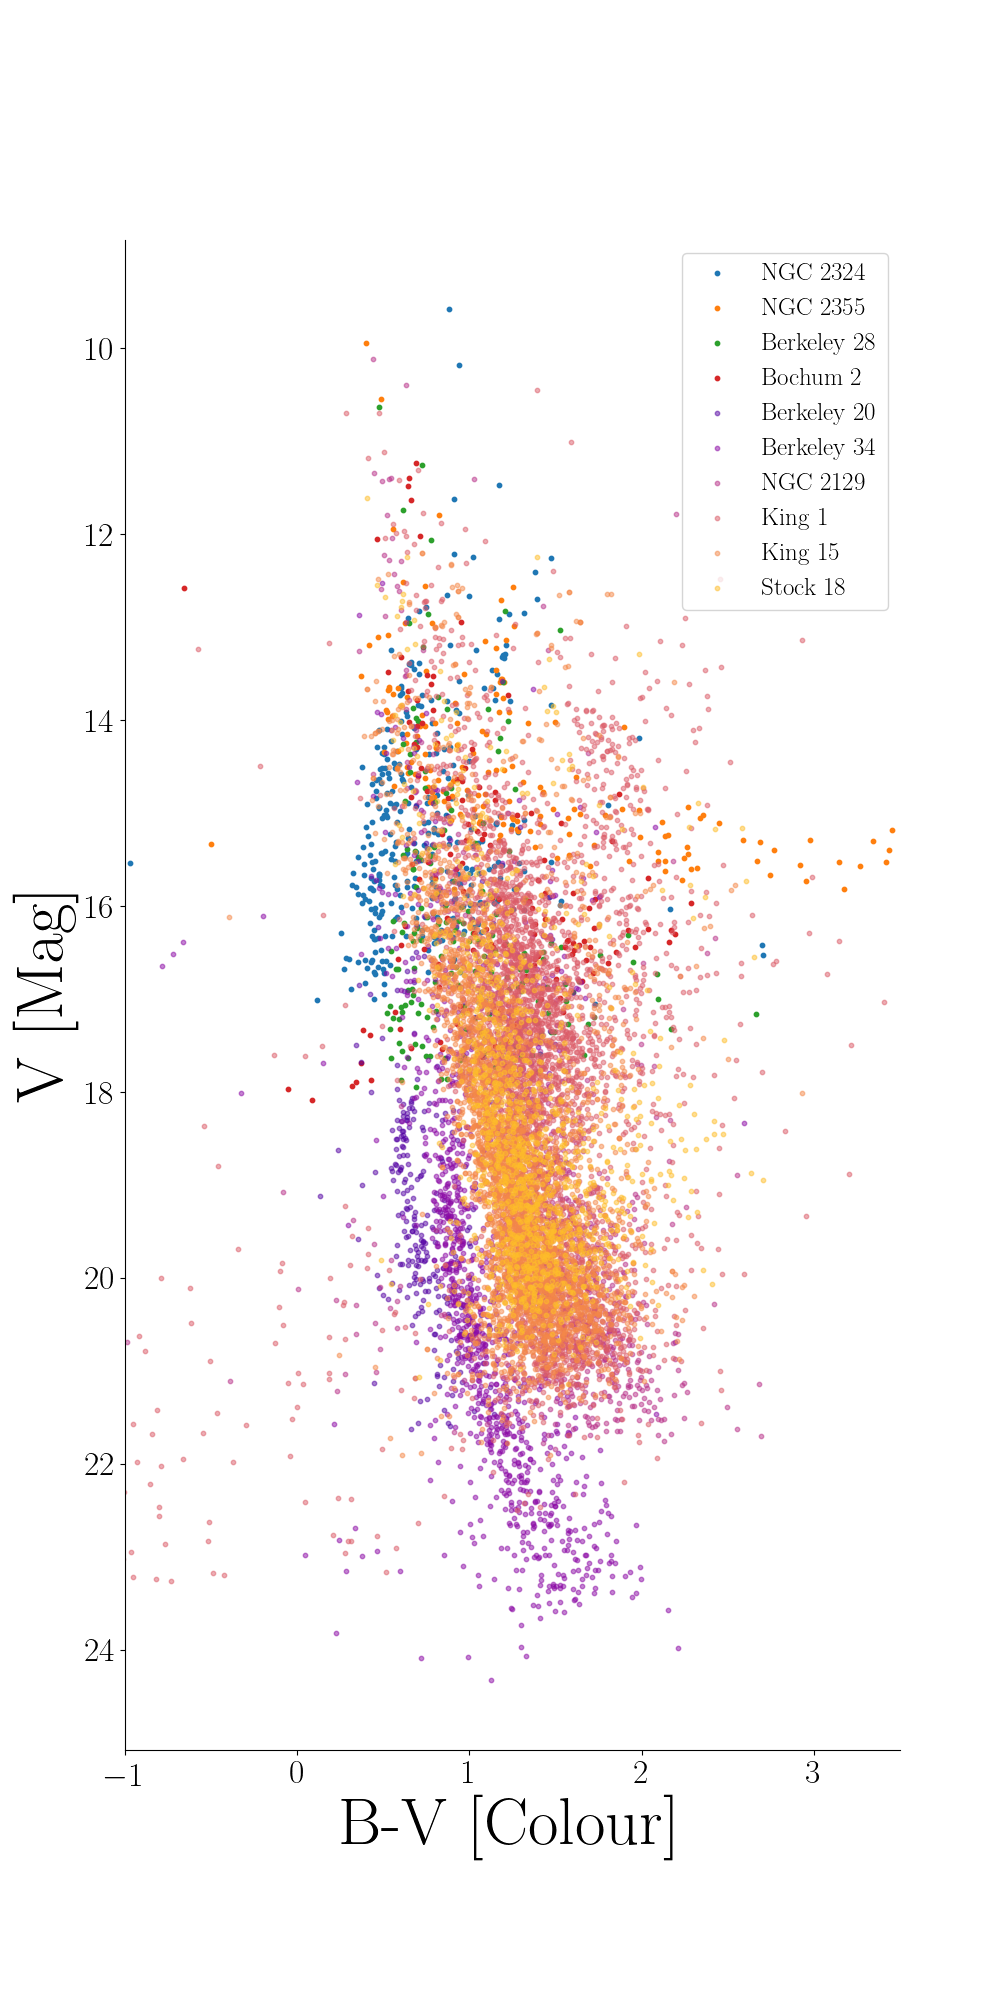 NGC 2324
NGC 2355
Berkeley 28
Bochum 2
Berkeley 20
Berkeley 34
NGC 2129
King 1
King 15
Stock 18
10
12
14
16
18
20
22
24
V [Mag]
−1 0 1 2 3
B-V [Colour]